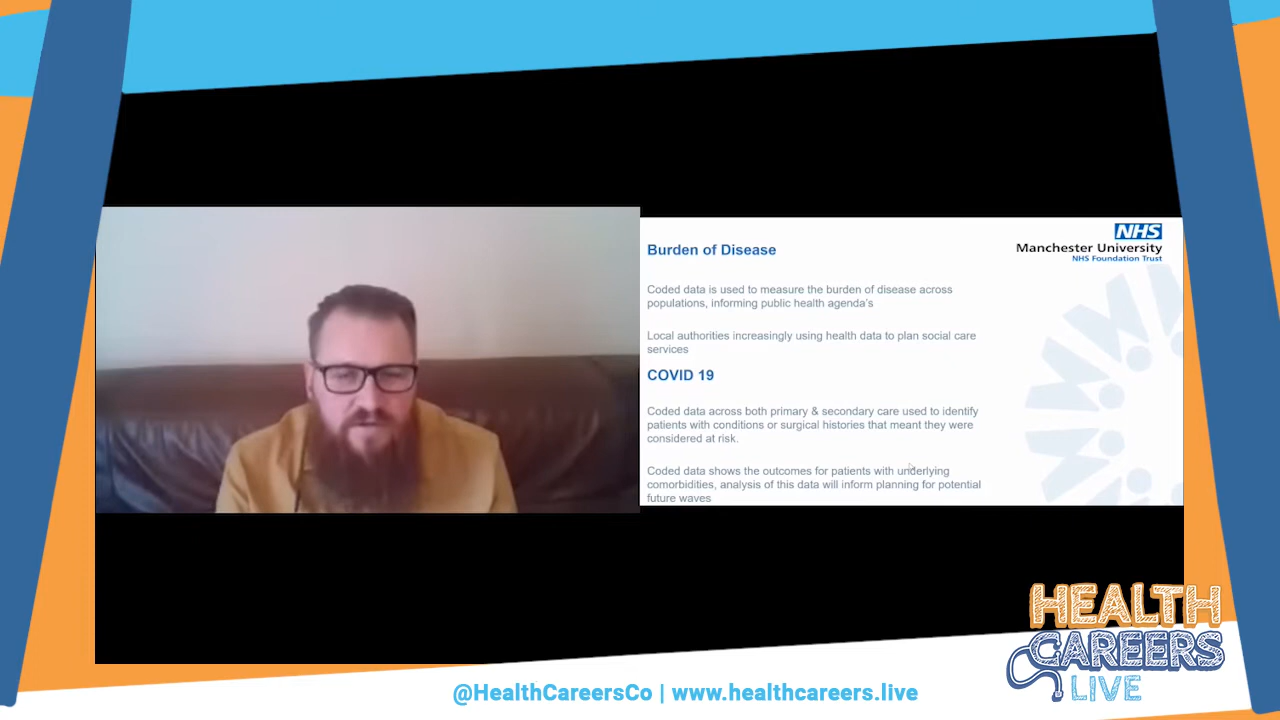 NHS
Manchester University
NHS Foundation Trust
Burden of Disease
Coded data is used to measure the burden of disease across
populations, informing public health agenda's
Local authorities increasingly using health data to plan social care
services
COVID 19
Coded data across both primary & secondary care used to identify
patients with conditions or surgical histories that meant they were
considered at risk.
Coded data shows the outcomes for patients with underlying
comorbidities, analysis of this data will inform planning for potential
future waves
HEALTH
CAREERS
LIVE
@HealthCareersCo | www.healthcareers.live